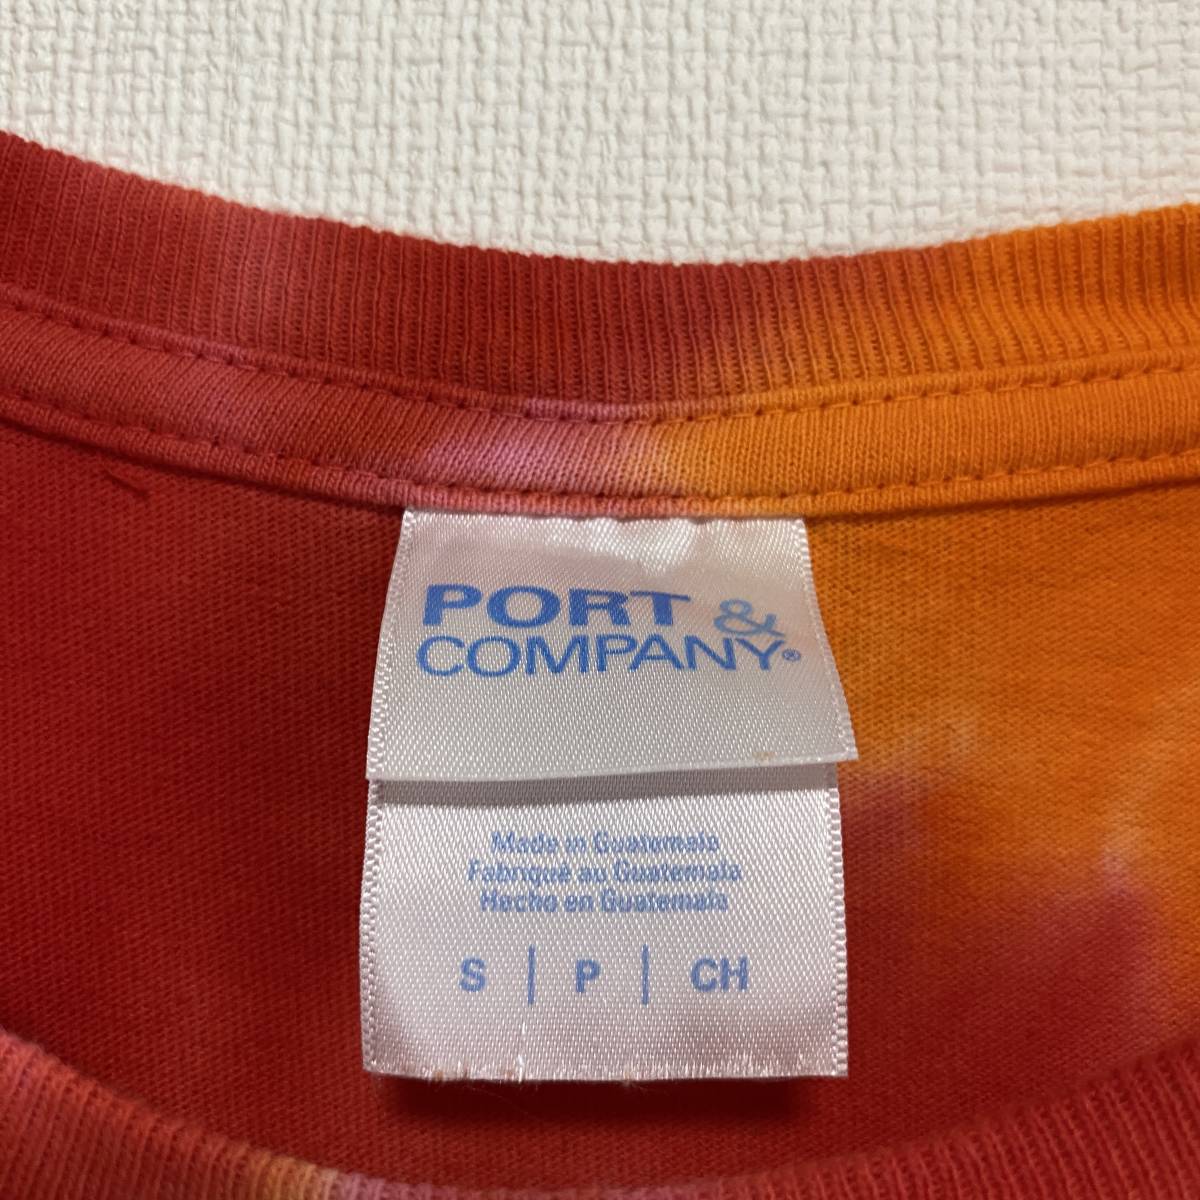 PORT &
COMPANY®
Made in Guatemala
Fabriqué au Guatemala
Hecho en Guatemala
S | P | CH